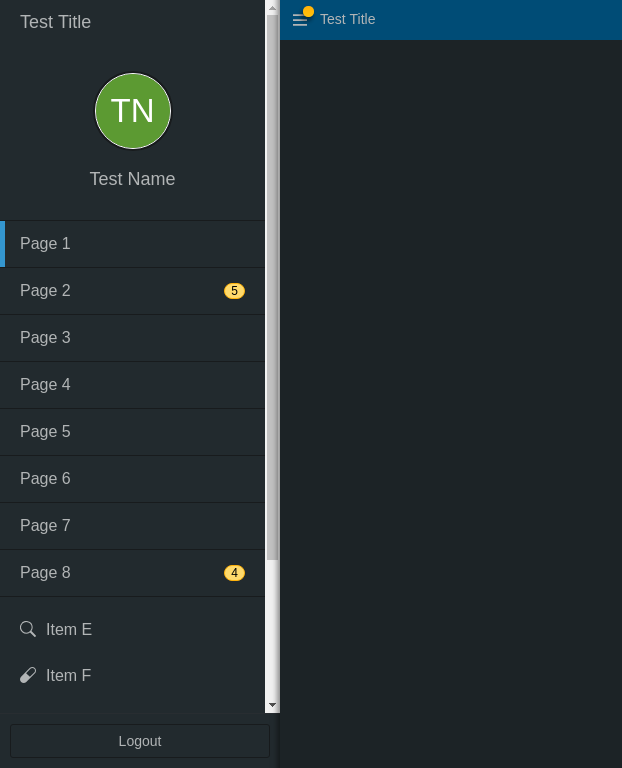 Test Title
TN
Test Name
Page 1
Page 2 5
Page 3
Page 4
Page 5
Page 6
Page 7
Page 8 4
Item E
Item F
Logout
Test Title